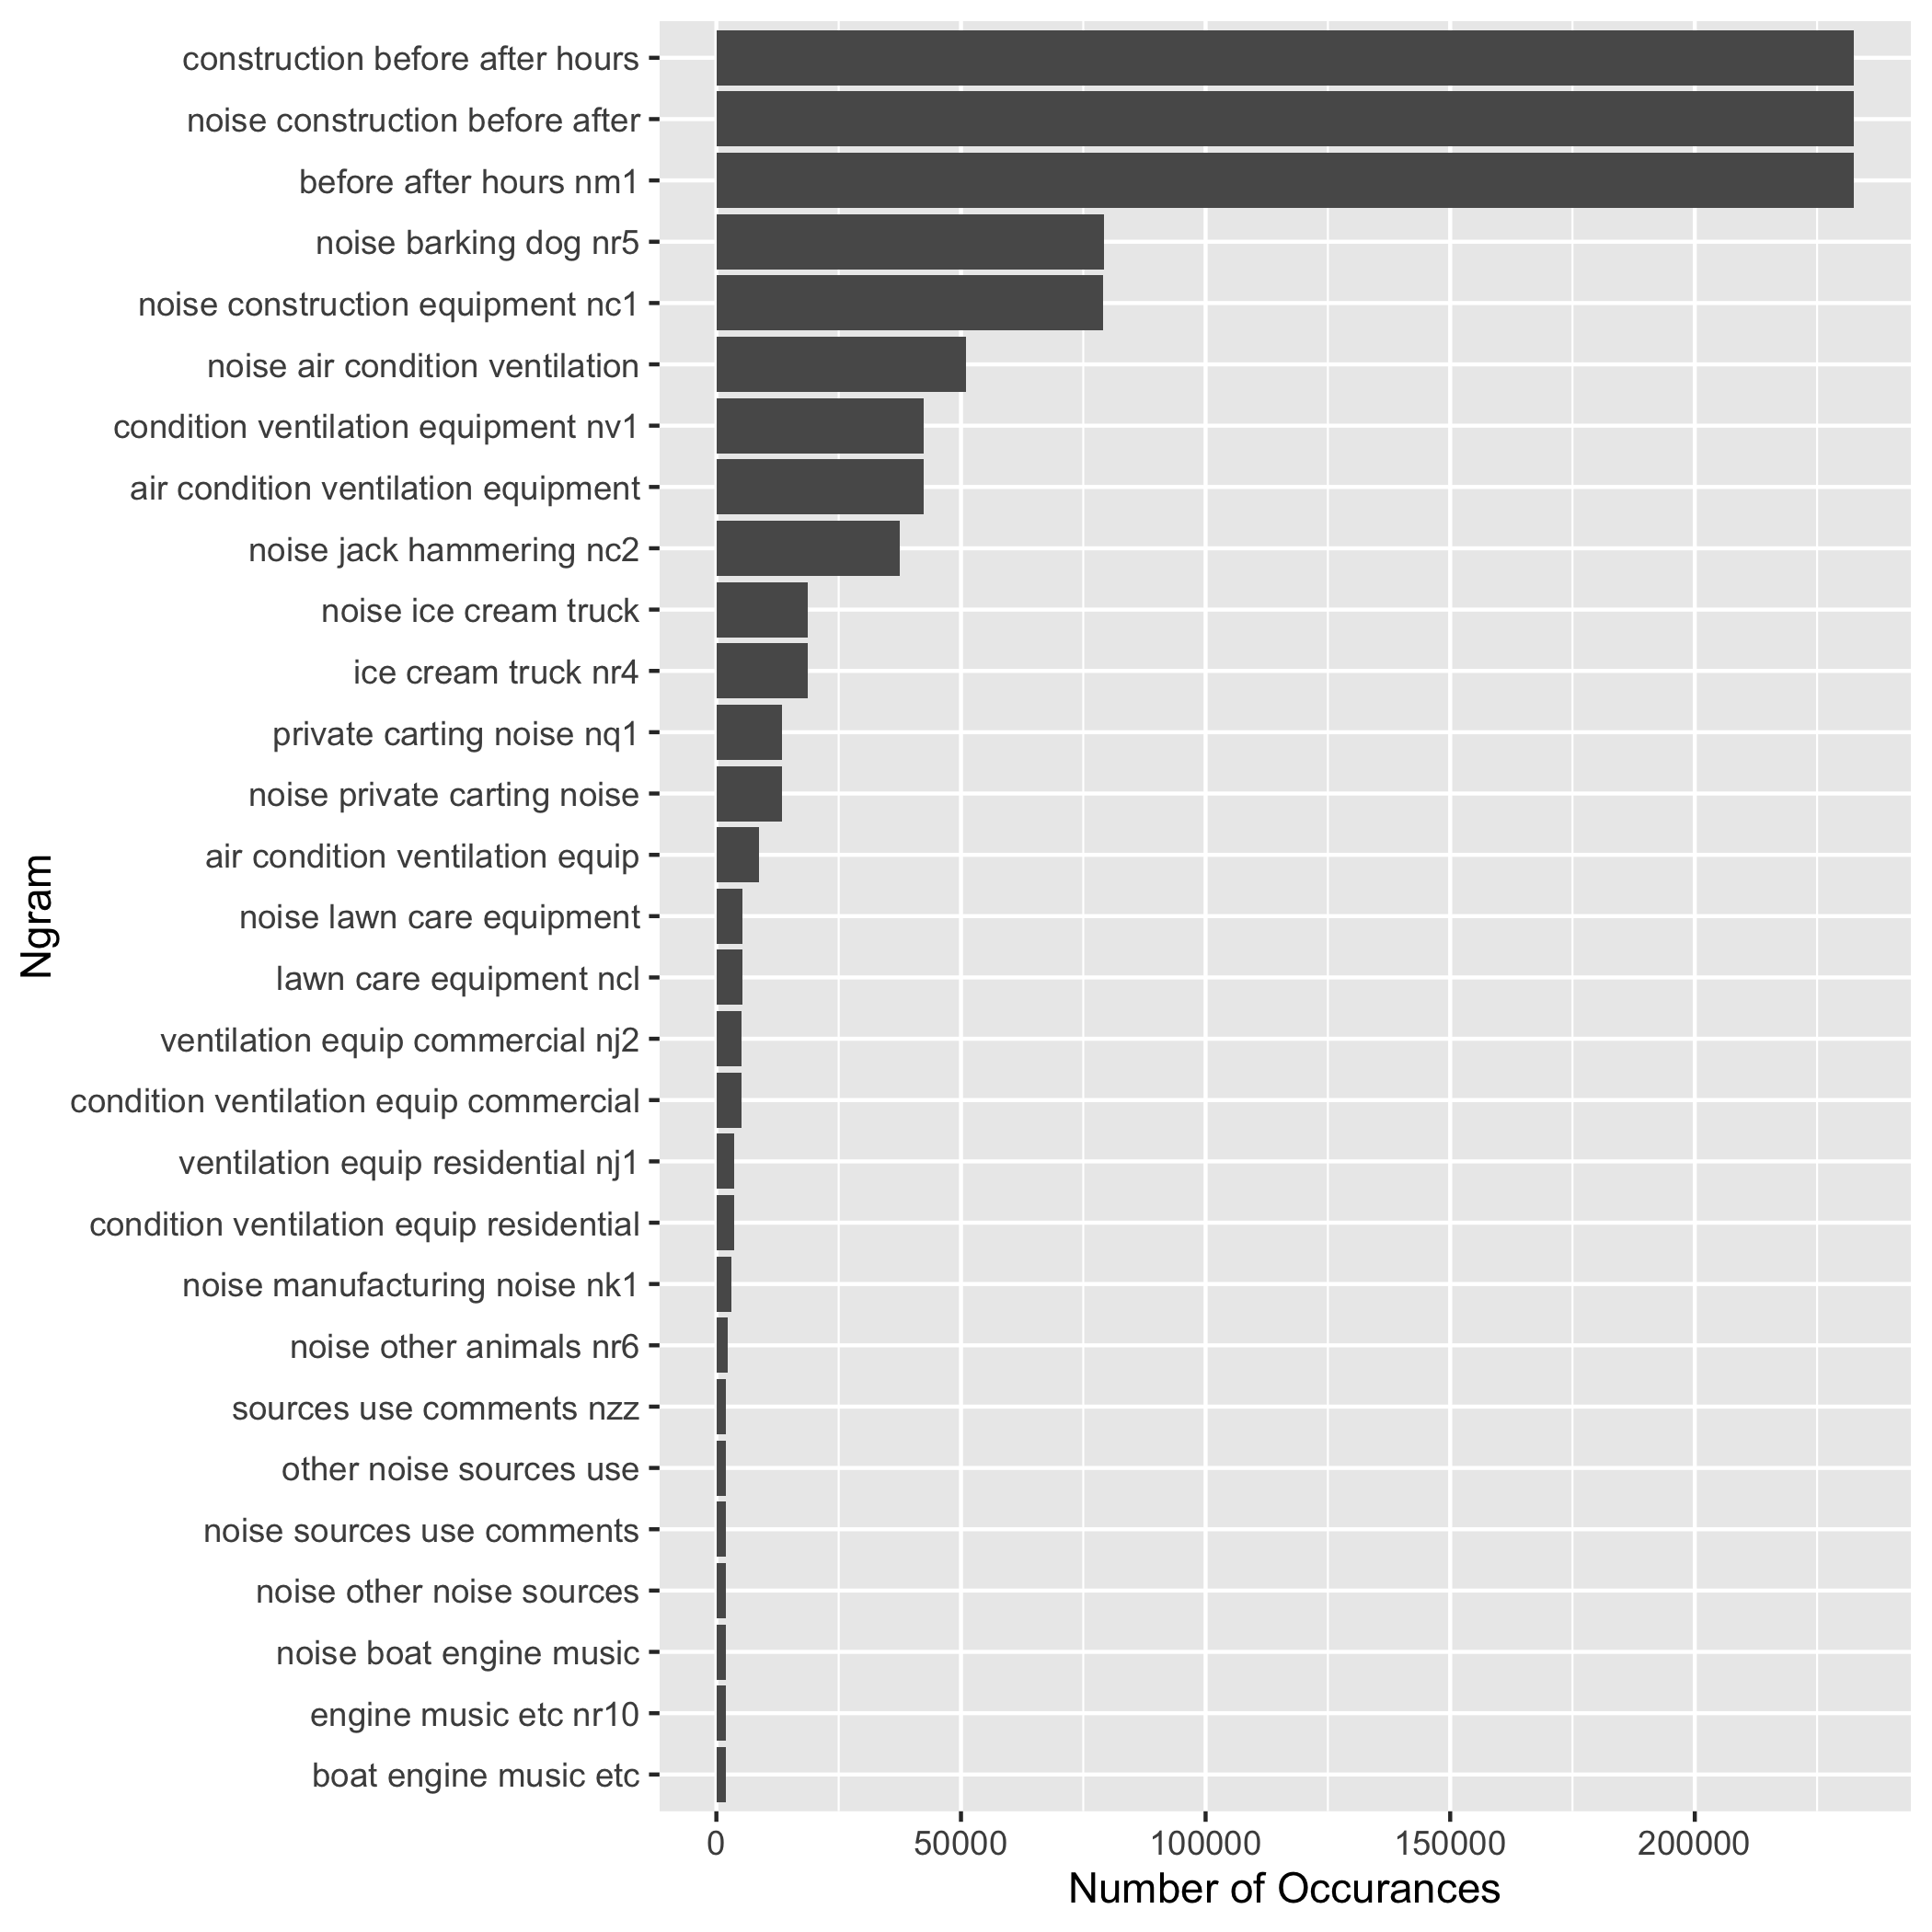 construction before after hours
noise construction before after
before after hours nm1
noise barking dog nr5
noise construction equipment nc1
noise air condition ventilation
condition ventilation equipment nv1
air condition ventilation equipment
noise jack hammering nc2
noise ice cream truck
ice cream truck nr4
private carting noise nq1
noise private carting noise
air condition ventilation equip
noise lawn care equipment
lawn care equipment ncl
ventilation equip commercial nj2
condition ventilation equip commercial
ventilation equip residential nj1
condition ventilation equip residential
noise manufacturing noise nk1
noise other animals nr6
sources use comments nzz
other noise sources use
noise sources use comments
noise other noise sources
noise boat engine music
engine music etc nr10
boat engine music etc
Ngram
0 50000 100000 150000 200000
Number of Occurances